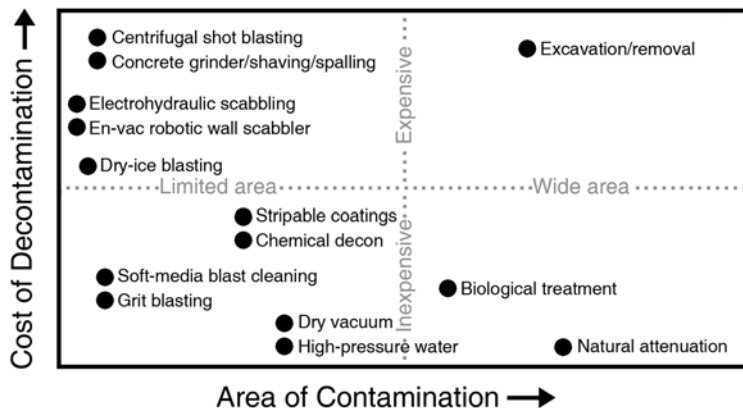 Centrifugal shot blasting
Concrete grinder/shaving/spalling
Excavation/removal
Electrohydraulic scabbling
En-vac robotic wall scabbler
Dry-ice blasting
Expensive
Limited area
Wide area
Stripable coatings
Chemical decon
Inexpensive
Soft-media blast cleaning
Grit blasting
Biological treatment
Dry vacuum
High-pressure water
Natural attenuation
Cost of Decontamination
Area of Contamination